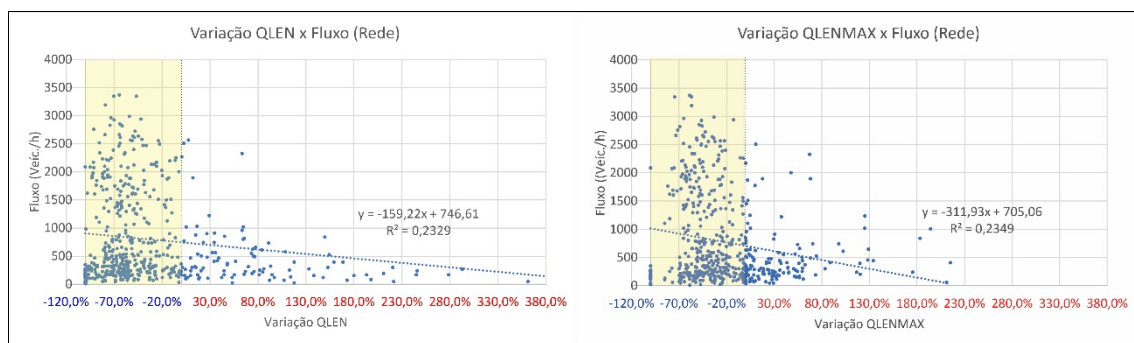 Variação QLEN x Fluxo (Rede)
4000
3500
3000
2500
2000
1500
1000
500
0
Fluxo (Veíc./h)
y = -159,22x + 746,61
R² = 0,2329
-120,0% -70,0% -20,0% 30,0% 80,0% 130,0% 180,0% 230,0% 280,0% 330,0% 380,0%
Variação QLEN
Variação QLENMAX x Fluxo (Rede)
4000
3500
3000
2500
2000
1500
1000
500
0
Fluxo ((Veíc./h)
y = -311,93x + 705,06
R² = 0,2349
-120,0% -70,0% -20,0% 30,0% 80,0% 130,0% 180,0% 230,0% 280,0% 330,0% 380,0%
Variação QLENMAX